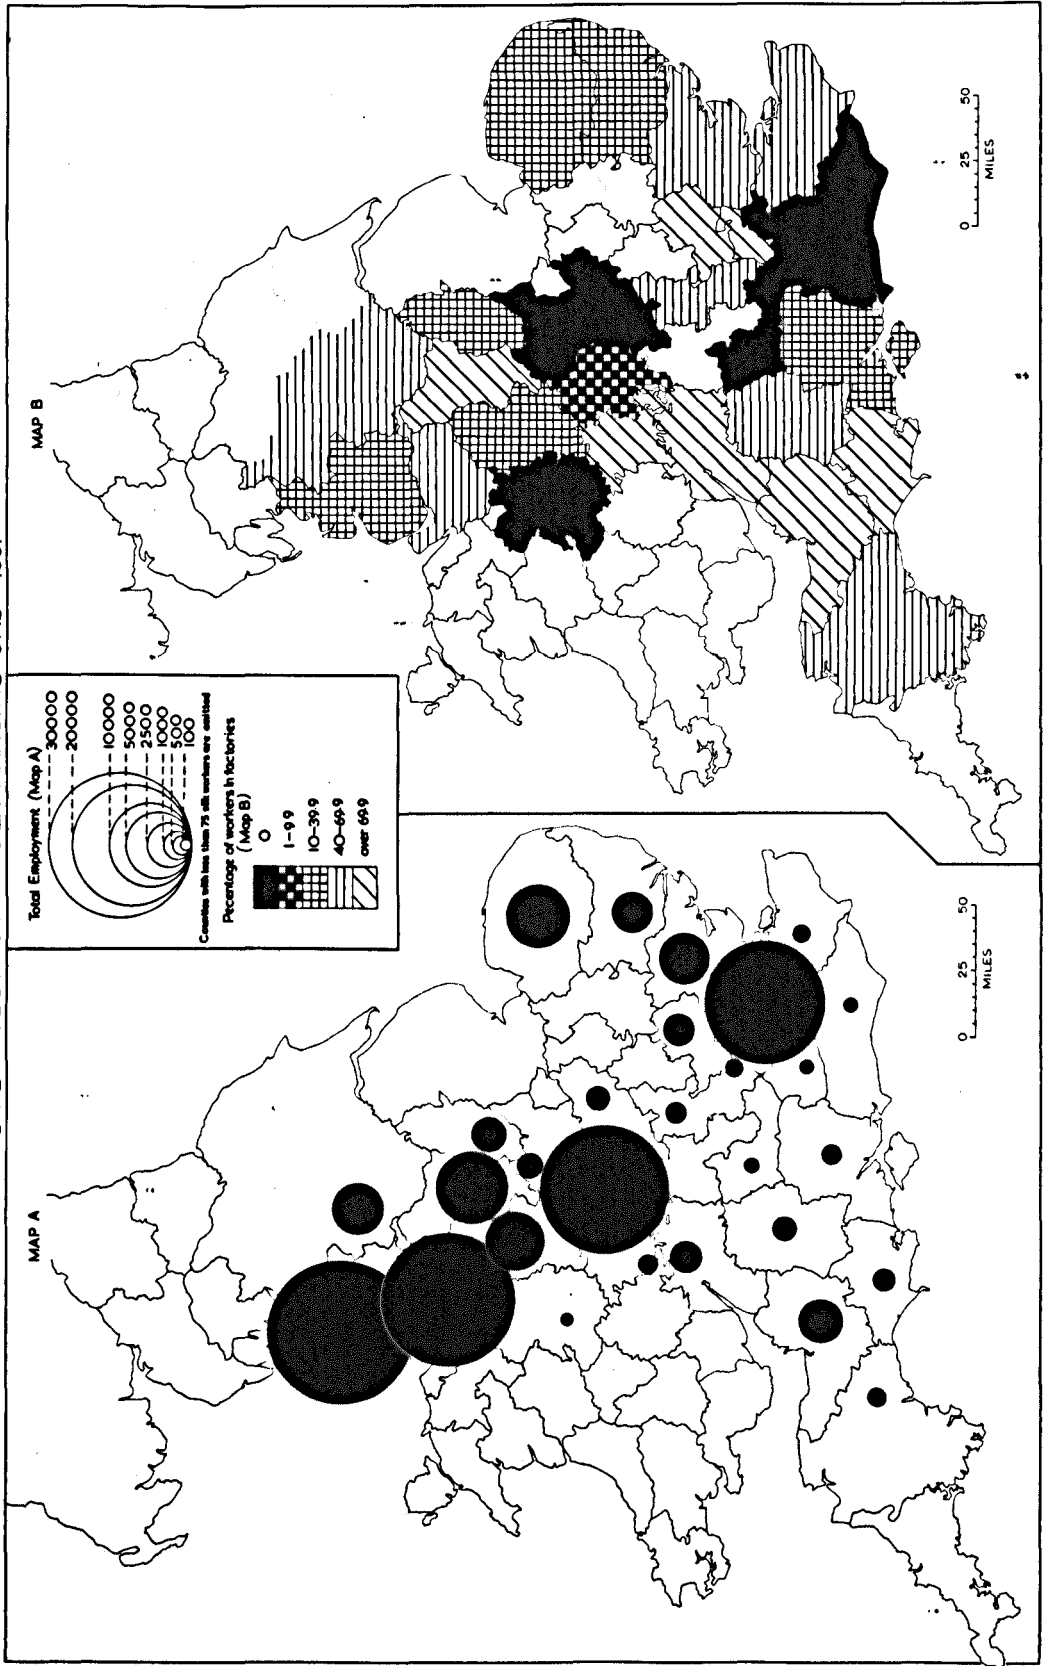 MAP A
MAP B
Total Employment (Map A)
30000
20000
10000
5000
2500
1000
500
100
Counties with less than 75 silk workers are omitted
Pecentage of workers in factories
(Map B)
O
1-9·9
10-39·9
40-69·9
over 69·9
0 25 50
MILES
0 25 50
MILES